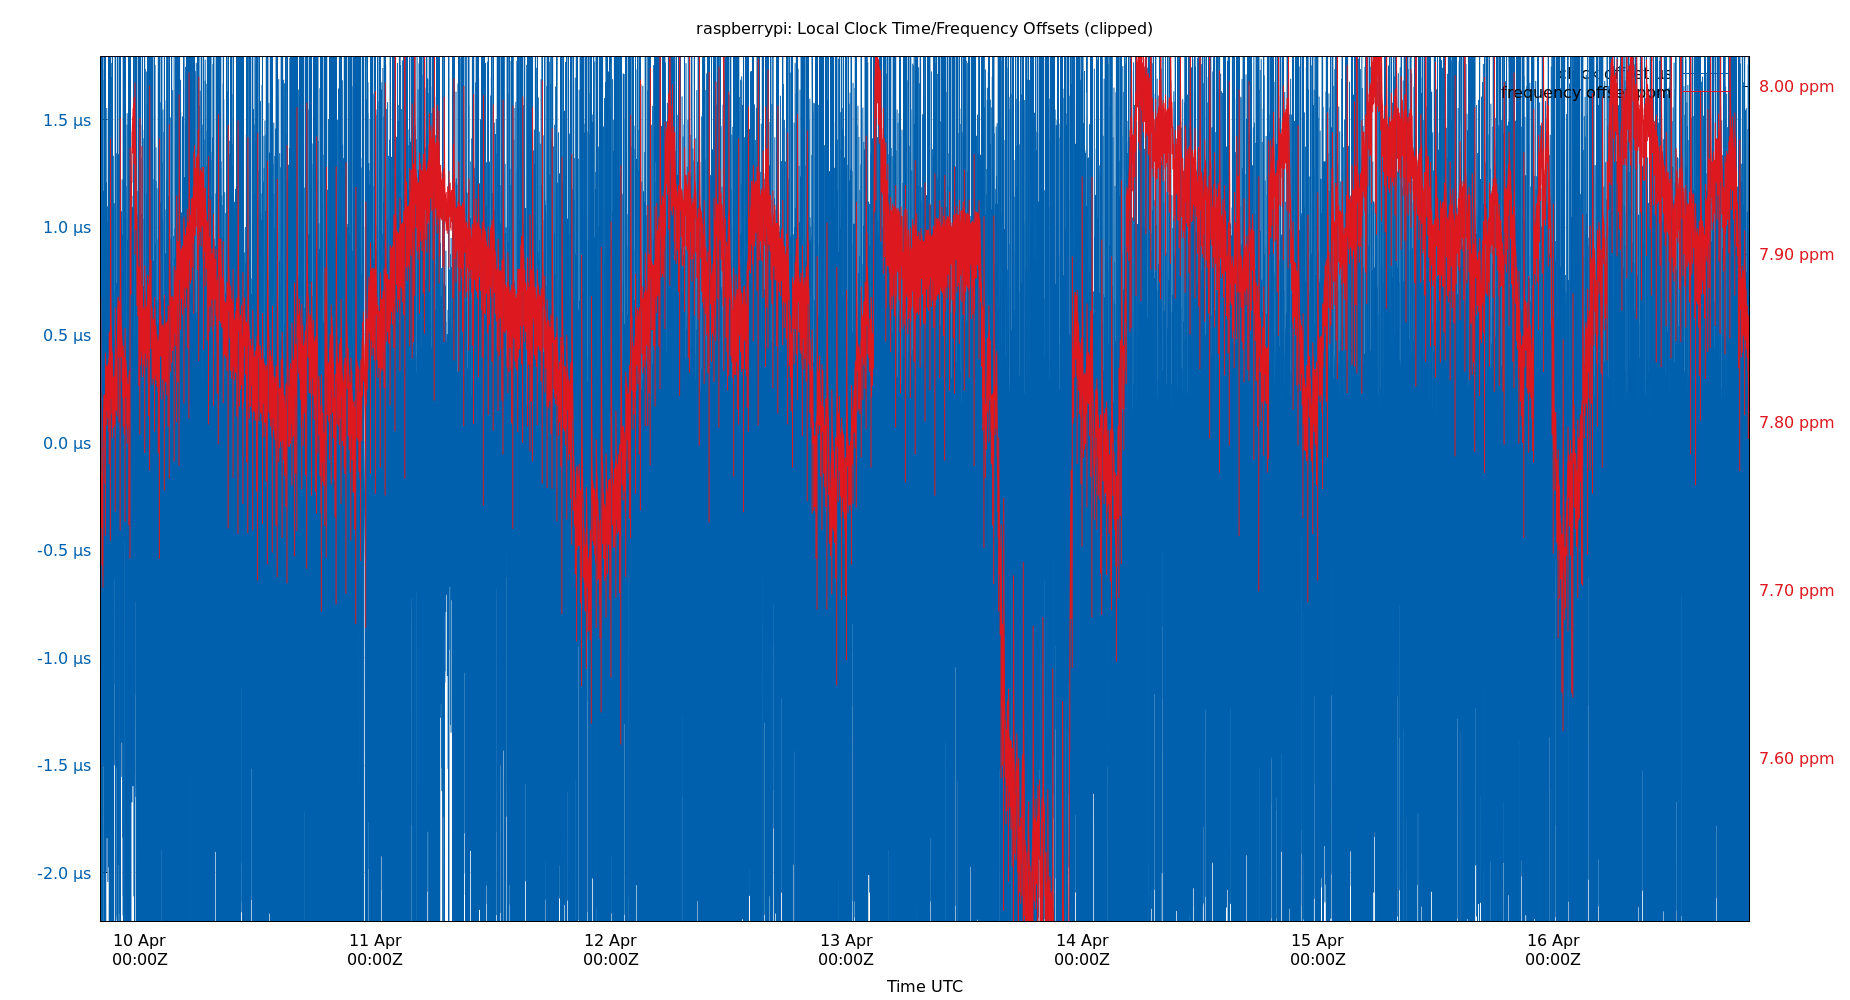 raspberrypi: Local Clock Time/Frequency Offsets (clipped)
clock offset µs
frequency offset ppm
1.5 µs
1.0 µs
0.5 µs
0.0 µs
-0.5 µs
-1.0 µs
-1.5 µs
-2.0 µs
8.00 ppm
7.90 ppm
7.80 ppm
7.70 ppm
7.60 ppm
10 Apr 11 Apr 12 Apr 13 Apr 14 Apr 15 Apr 16 Apr
00:00Z 00:00Z 00:00Z 00:00Z 00:00Z 00:00Z 00:00Z
Time UTC